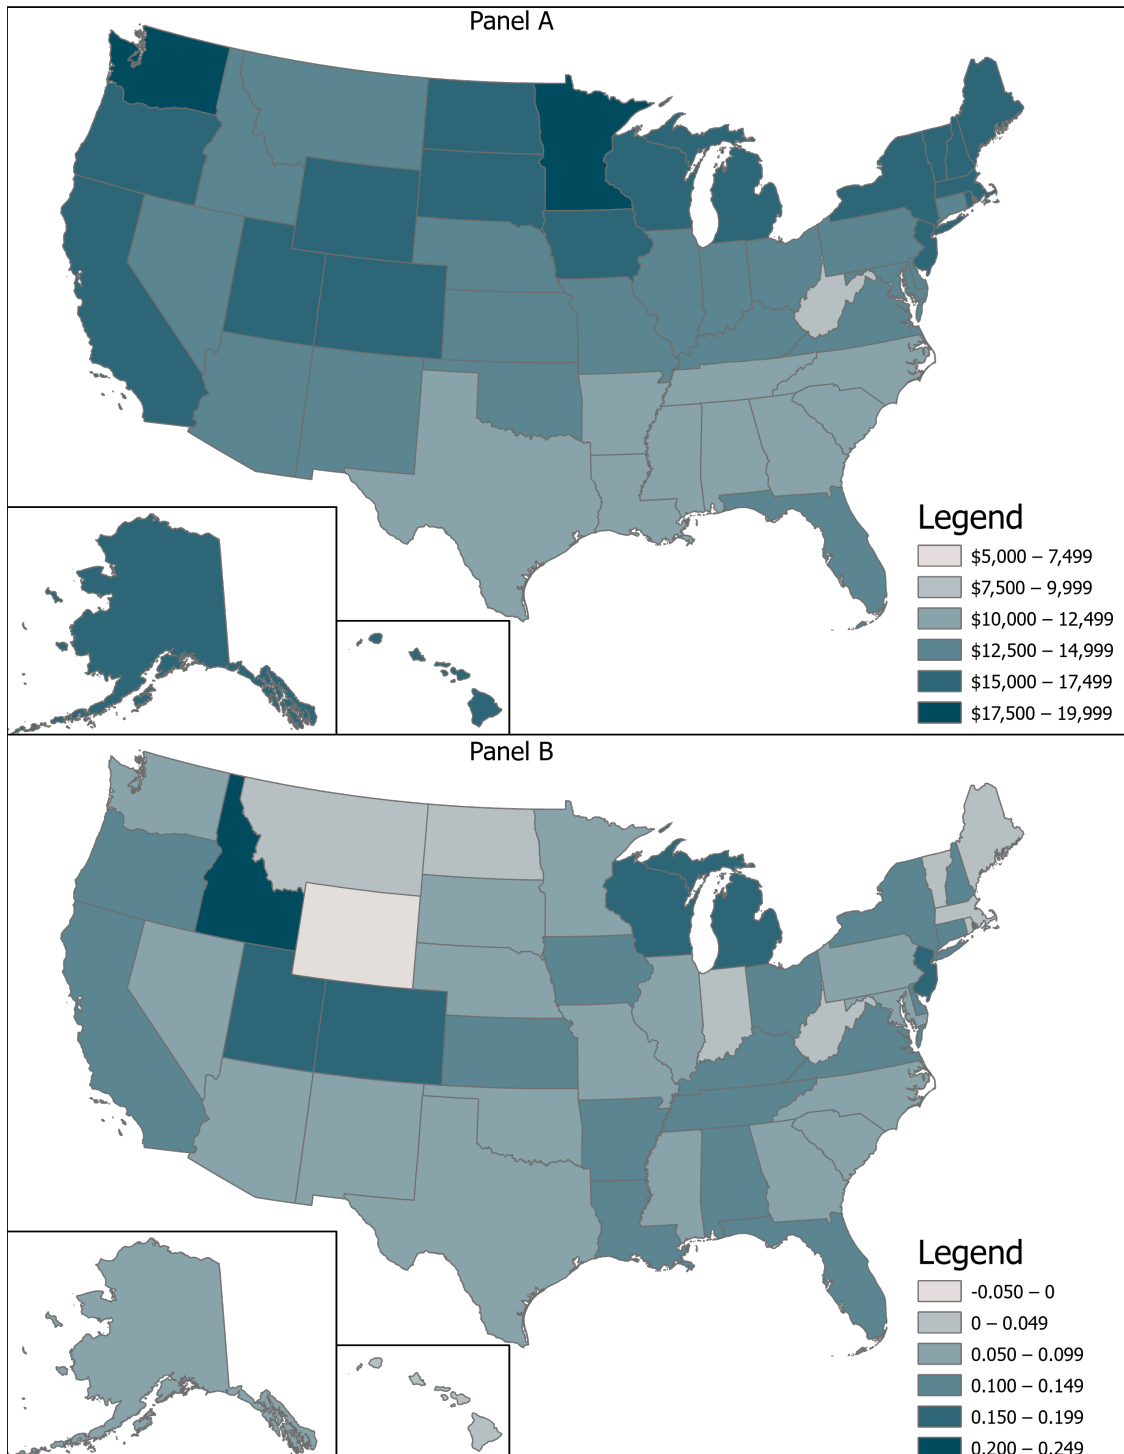 Panel A
Legend
$5,000 – 7,499
$7,500 – 9,999
$10,000 – 12,499
$12,500 – 14,999
$15,000 – 17,499
$17,500 – 19,999
Panel B
Legend
-0.050 – 0
0 – 0.049
0.050 – 0.099
0.100 – 0.149
0.150 – 0.199
0.200 – 0.249